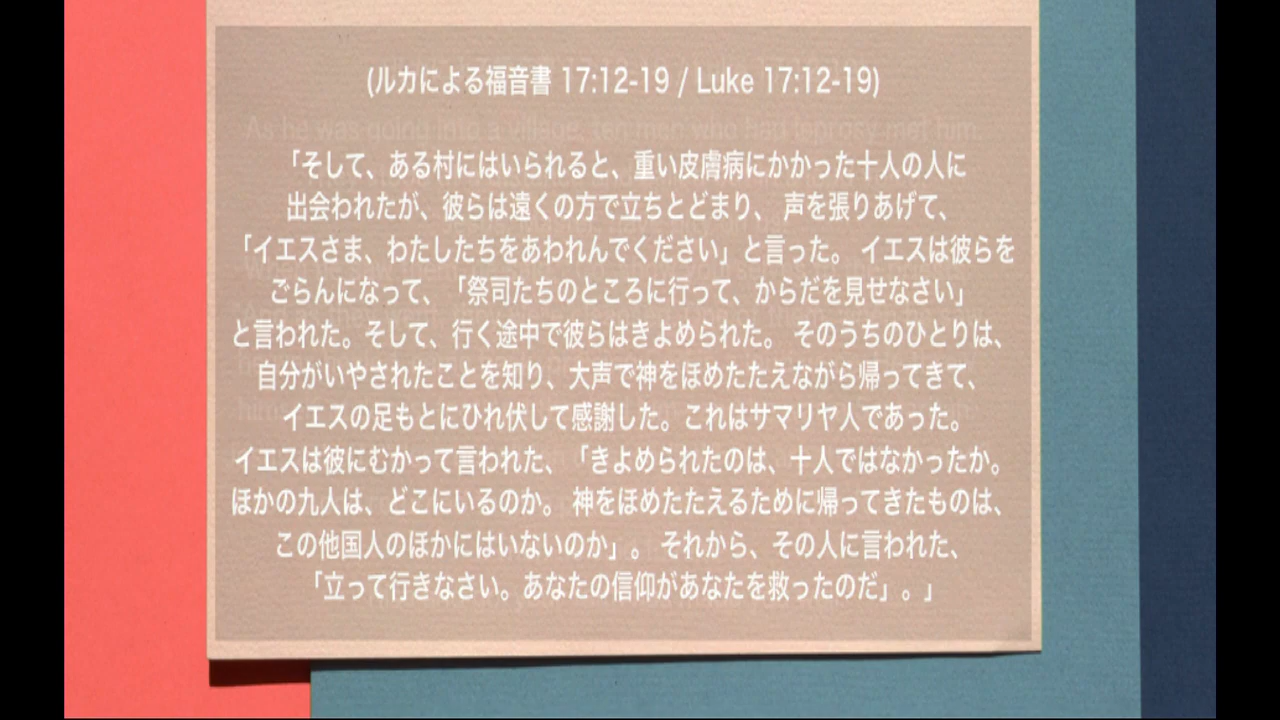 (ルカによる福音書 17:12-19 / Luke 17:12-19)
As he was going into a village, ten men who had leprosy met him.
「そして、ある村にはいられると、重い皮膚病にかかった十人の人に
出会われたが、彼らは遠くの方で立ちとどまり、 声を張りあげて、
「イエスさま、わたしたちをあわれんでください」と言った。 イエスは彼らを
ごらんになって、「祭司たちのところに行って、からだを見せなさい」
と言われた。そして、行く途中で彼らはきよめられた。 そのうちのひとりは、
自分がいやされたことを知り、大声で神をほめたたえながら帰ってきて、
イエスの足もとにひれ伏して感謝した。これはサマリヤ人であった。
イエスは彼にむかって言われた、「きよめられたのは、十人ではなかったか。
ほかの九人は、どこにいるのか。 神をほめたたえるために帰ってきたものは、
この他国人のほかにはいないのか」。 それから、その人に言われた、
「立って行きなさい。あなたの信仰があなたを救ったのだ」。」